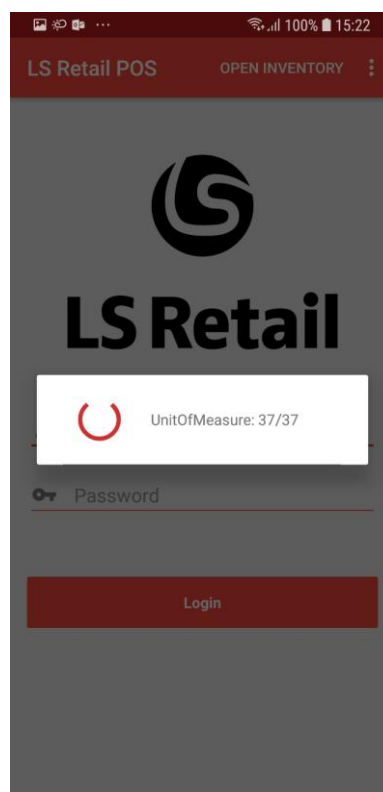 100% 15:22
LS Retail POS OPEN INVENTORY
LS Retail
UnitOfMeasure: 37/37
Password
Login